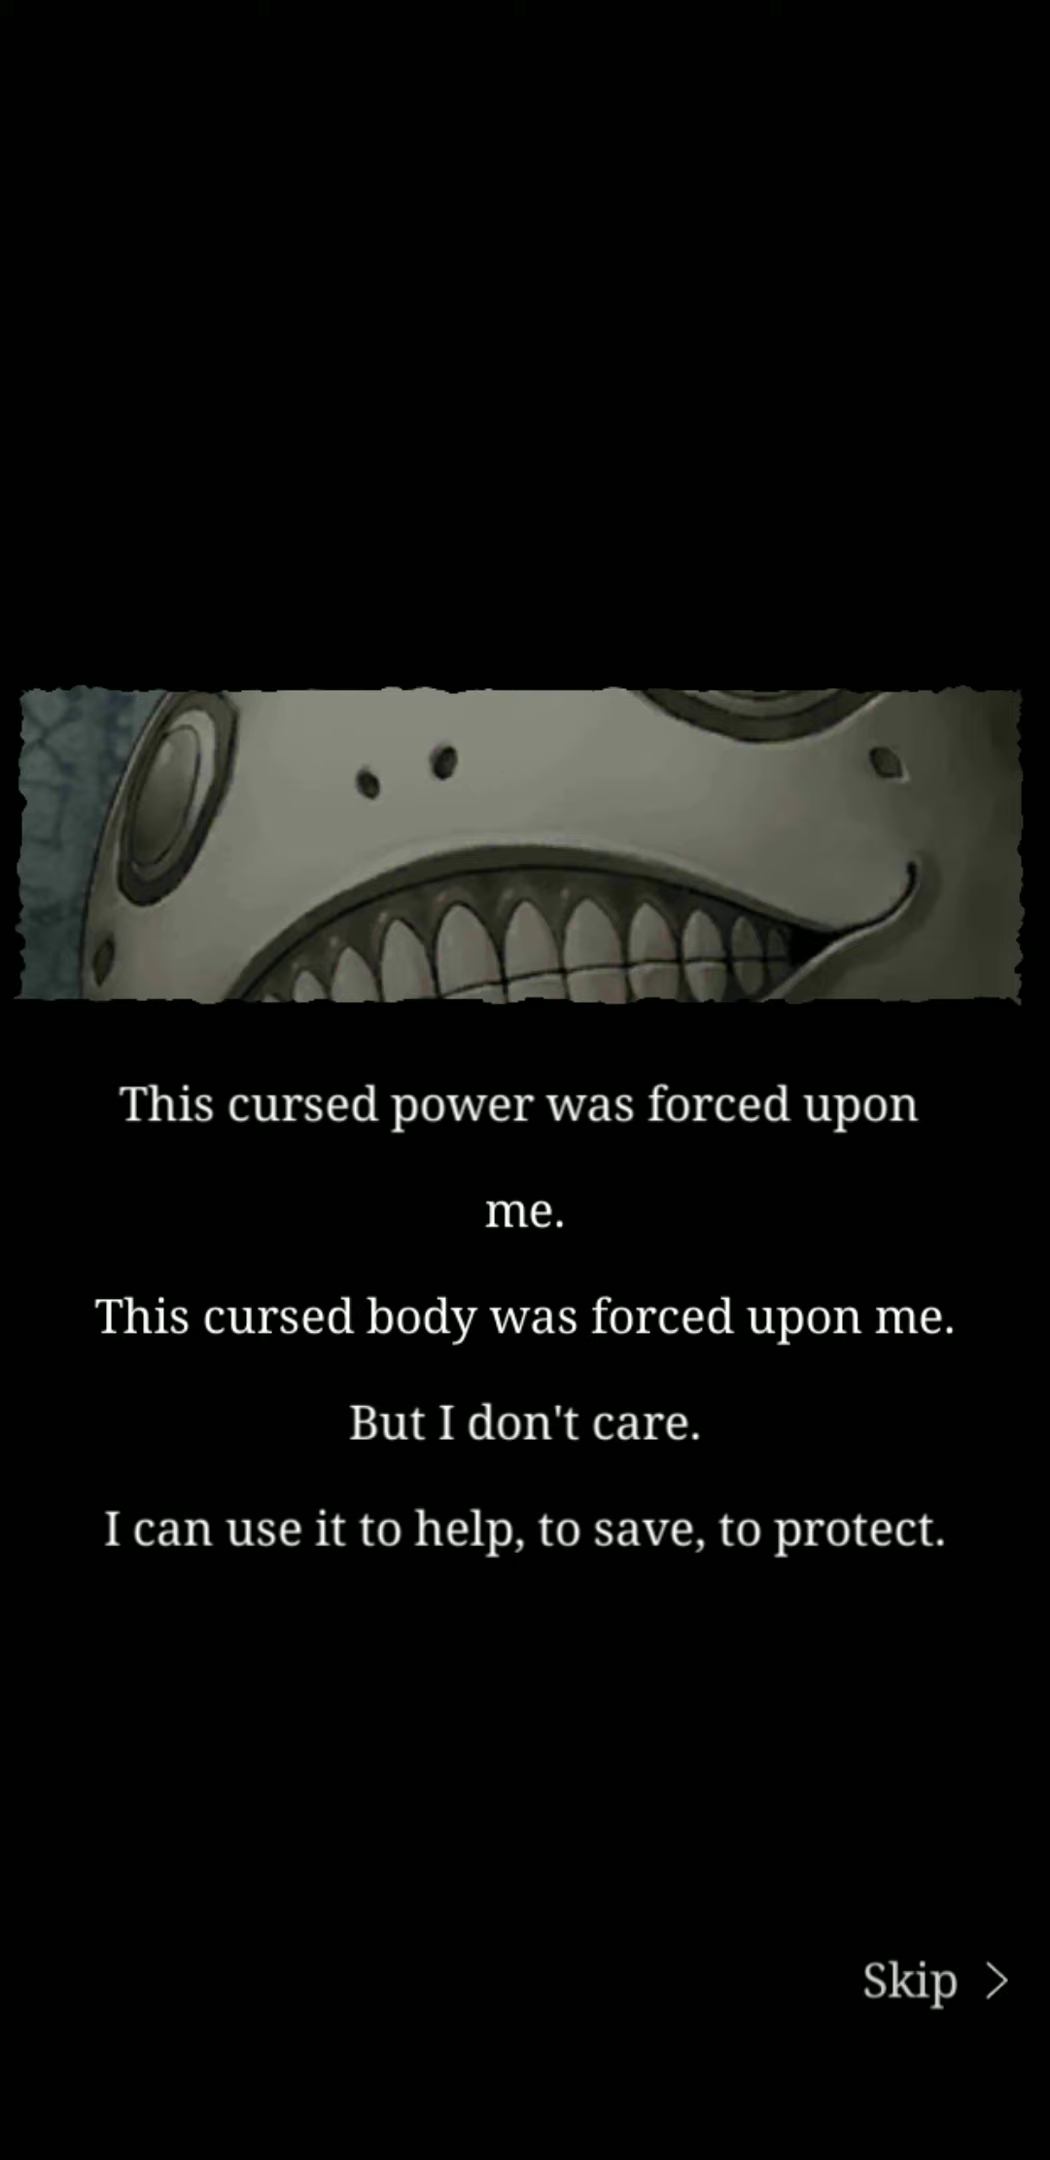 This cursed power was forced upon
me.
This cursed body was forced upon me.
But I don't care.
I can use it to help, to save, to protect.
Skip >